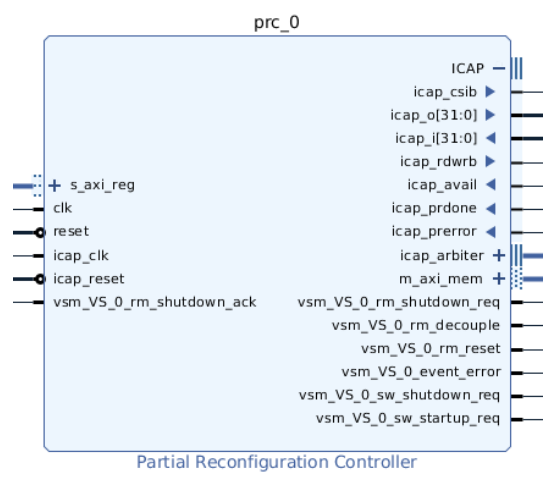 prc_0
ICAP
icap_csib
icap_o[31:0]
icap_i[31:0]
icap_rdwrb
s_axi_reg
icap_avail
clk
icap_prdone
reset
icap_prerror
icap_clk
icap_arbiter
icap_reset
m_axi_mem
vsm_VS_0_rm_shutdown_ack
vsm_VS_0_rm_shutdown_req
vsm_VS_0_rm_decouple
vsm_VS_0_rm_reset
vsm_VS_0_event_error
vsm_VS_0_sw_shutdown_req
vsm_VS_0_sw_startup_req
Partial Reconfiguration Controller